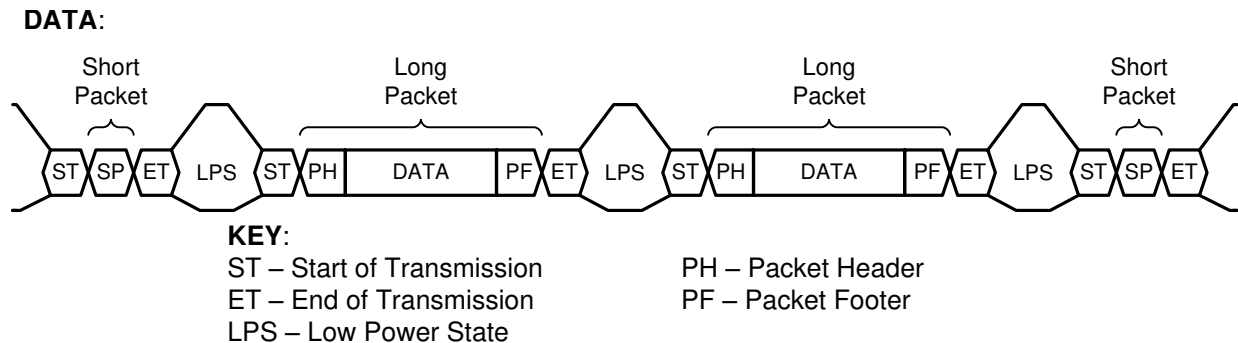 DATA:
Short Packet
Long Packet
Long Packet
Short Packet
ST SP ET LPS ST PH DATA PF ET LPS ST PH DATA PF ET LPS ST SP ET
KEY:
ST – Start of Transmission
PH – Packet Header
ET – End of Transmission
PF – Packet Footer
LPS – Low Power State